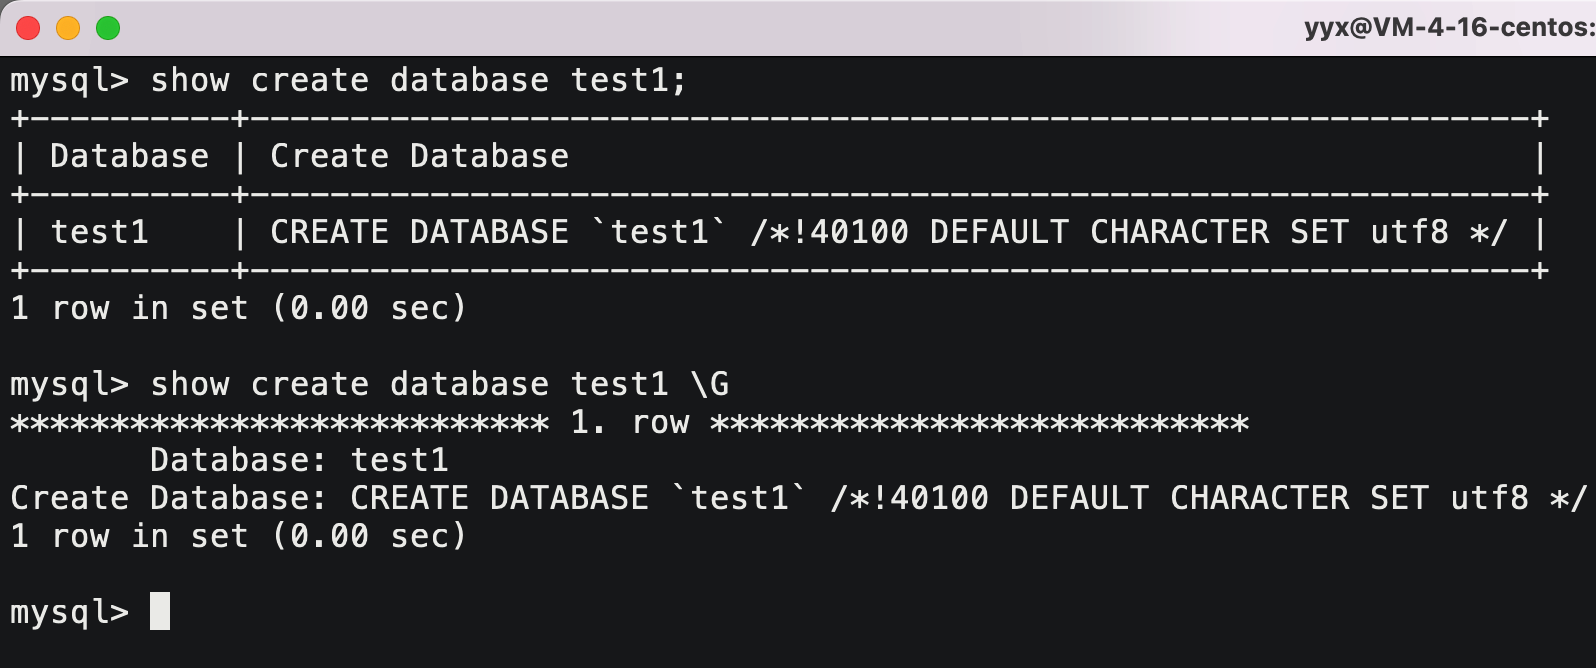 yyx@VM-4-16-centos:
mysql> show create database test1;
+----------+----------------------------------------------------------------+
| Database | Create Database                                                |
+----------+----------------------------------------------------------------+
| test1    | CREATE DATABASE `test1` /*!40100 DEFAULT CHARACTER SET utf8 */ |
+----------+----------------------------------------------------------------+
1 row in set (0.00 sec)
mysql> show create database test1 \G
*************************** 1. row ***************************
       Database: test1
Create Database: CREATE DATABASE `test1` /*!40100 DEFAULT CHARACTER SET utf8 */
1 row in set (0.00 sec)
mysql>